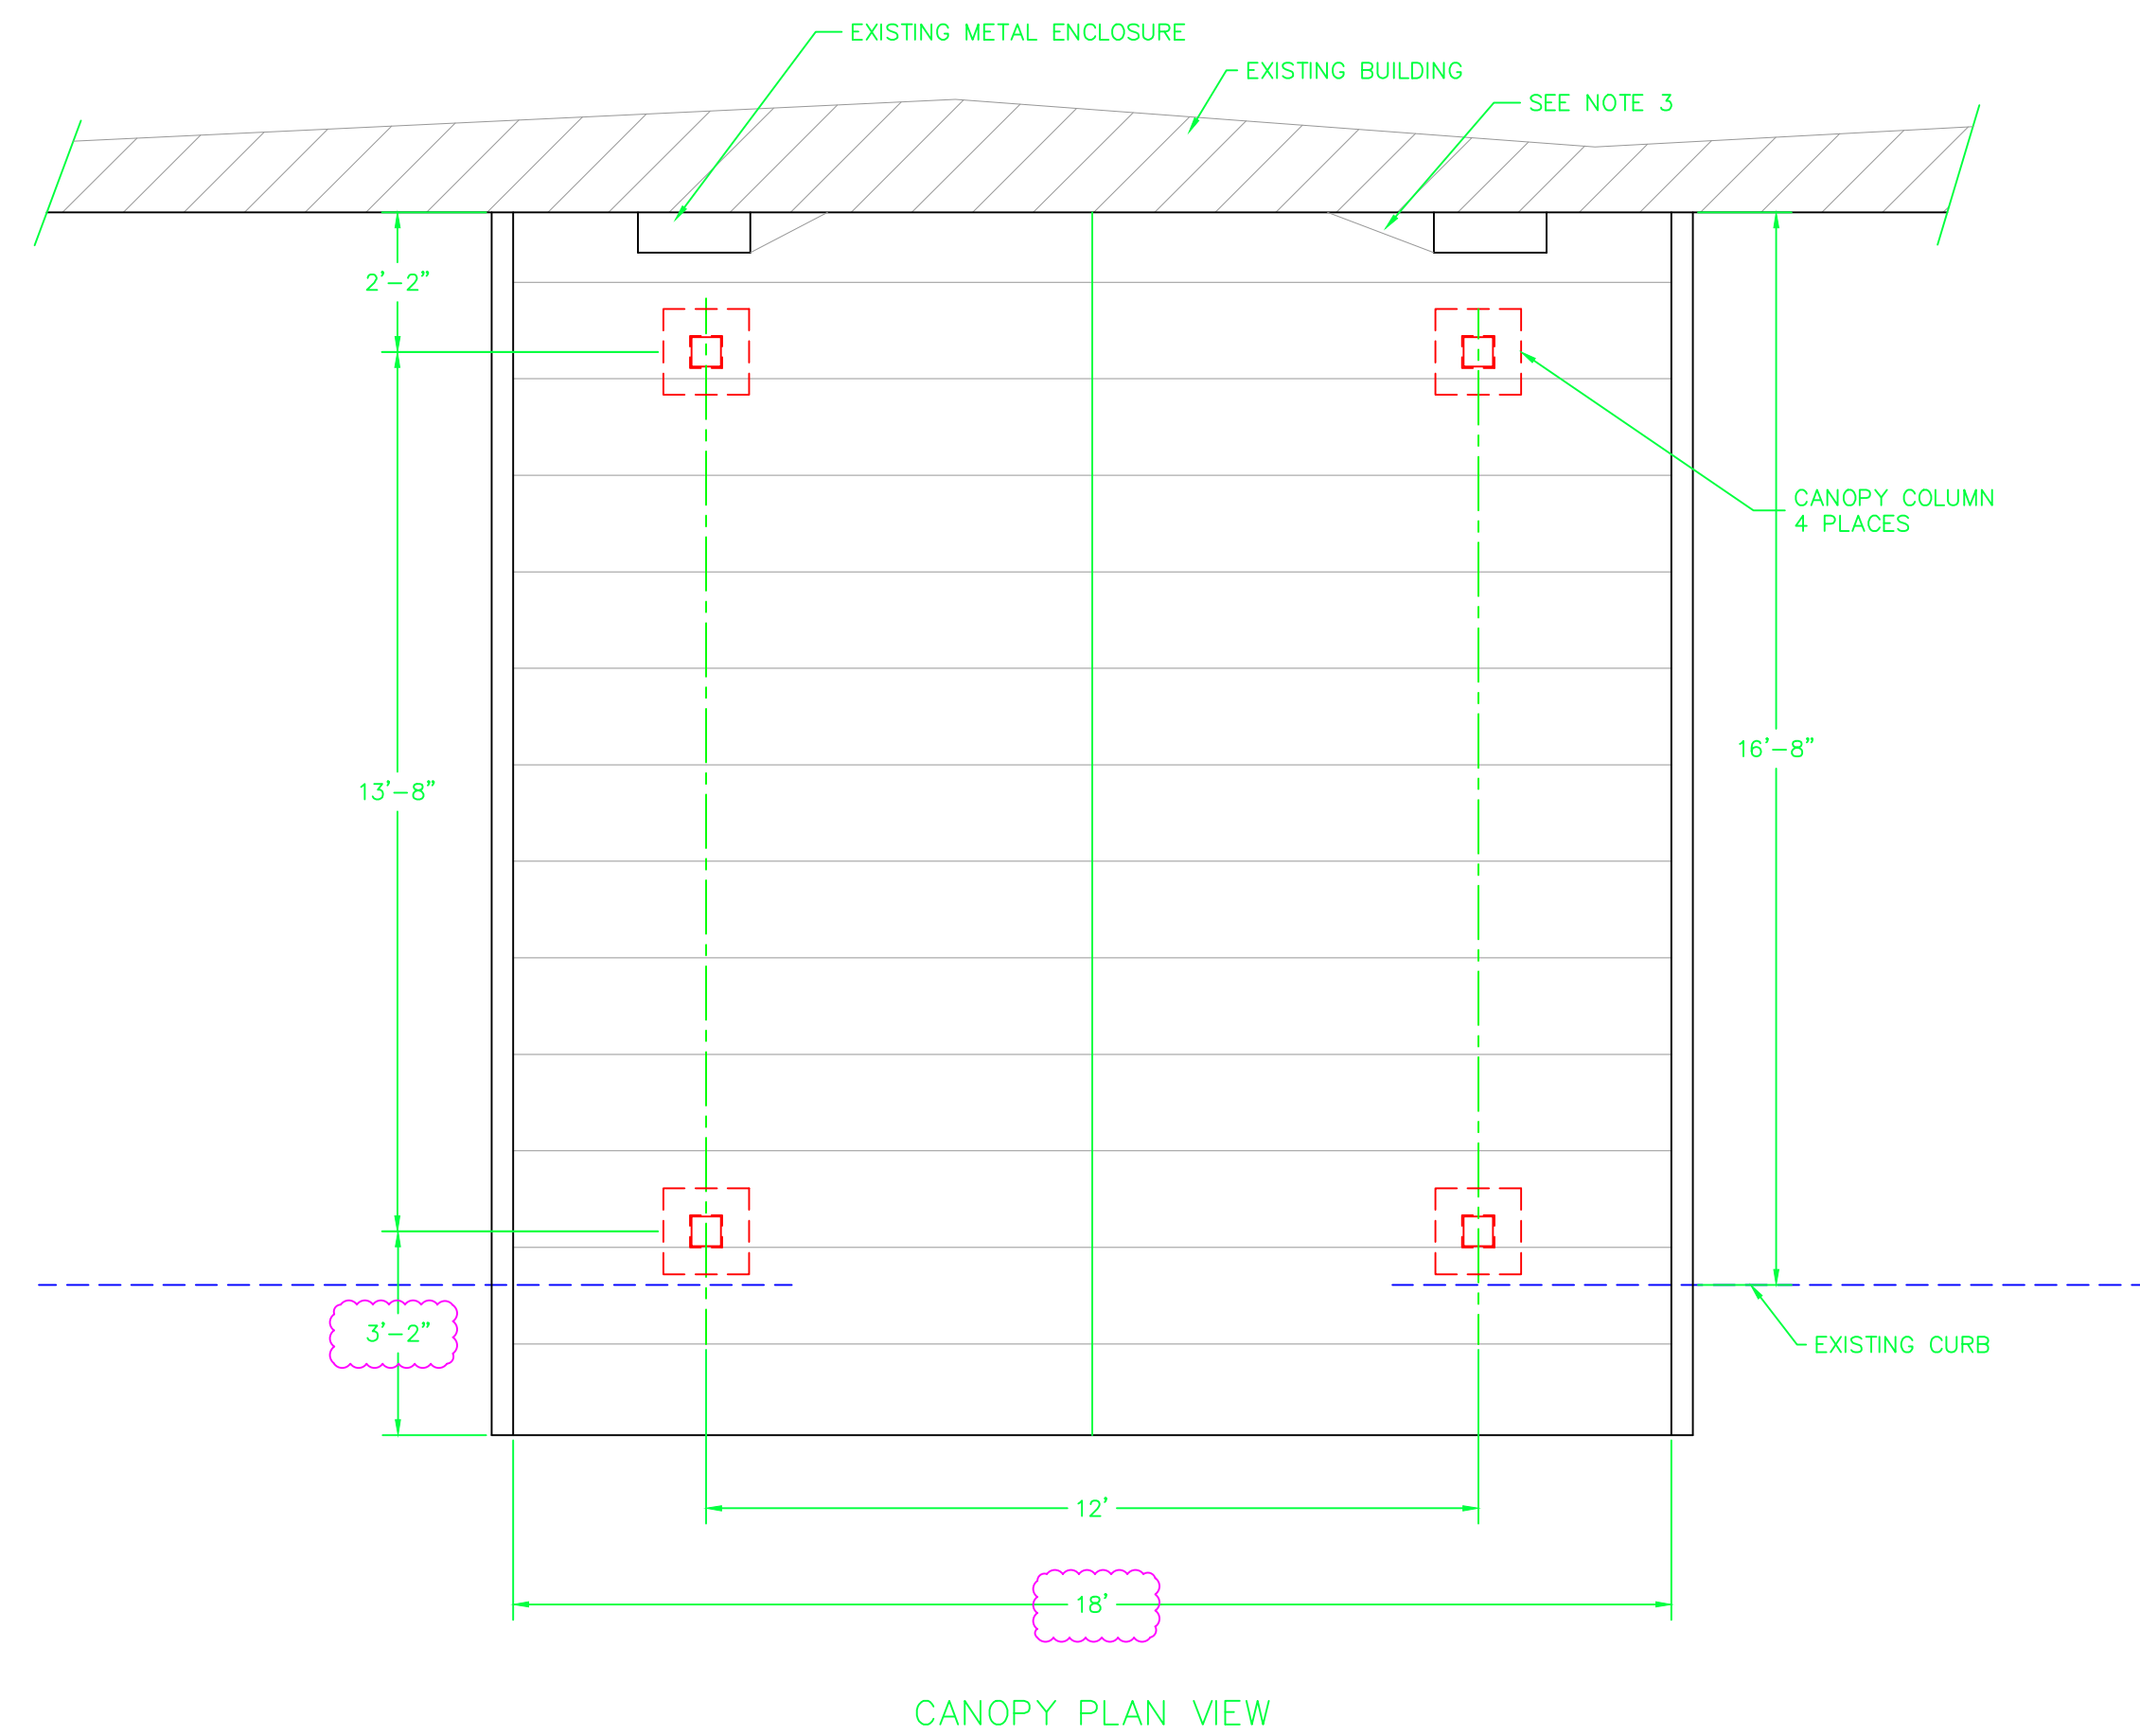 EXISTING METAL ENCLOSURE
EXISTING BUILDING
SEE NOTE 3
2'-2"
CANOPY COLUMN
4 PLACES
16'-8"
13'-8"
3'-2"
EXISTING CURB
12'
18'
CANOPY PLAN VIEW